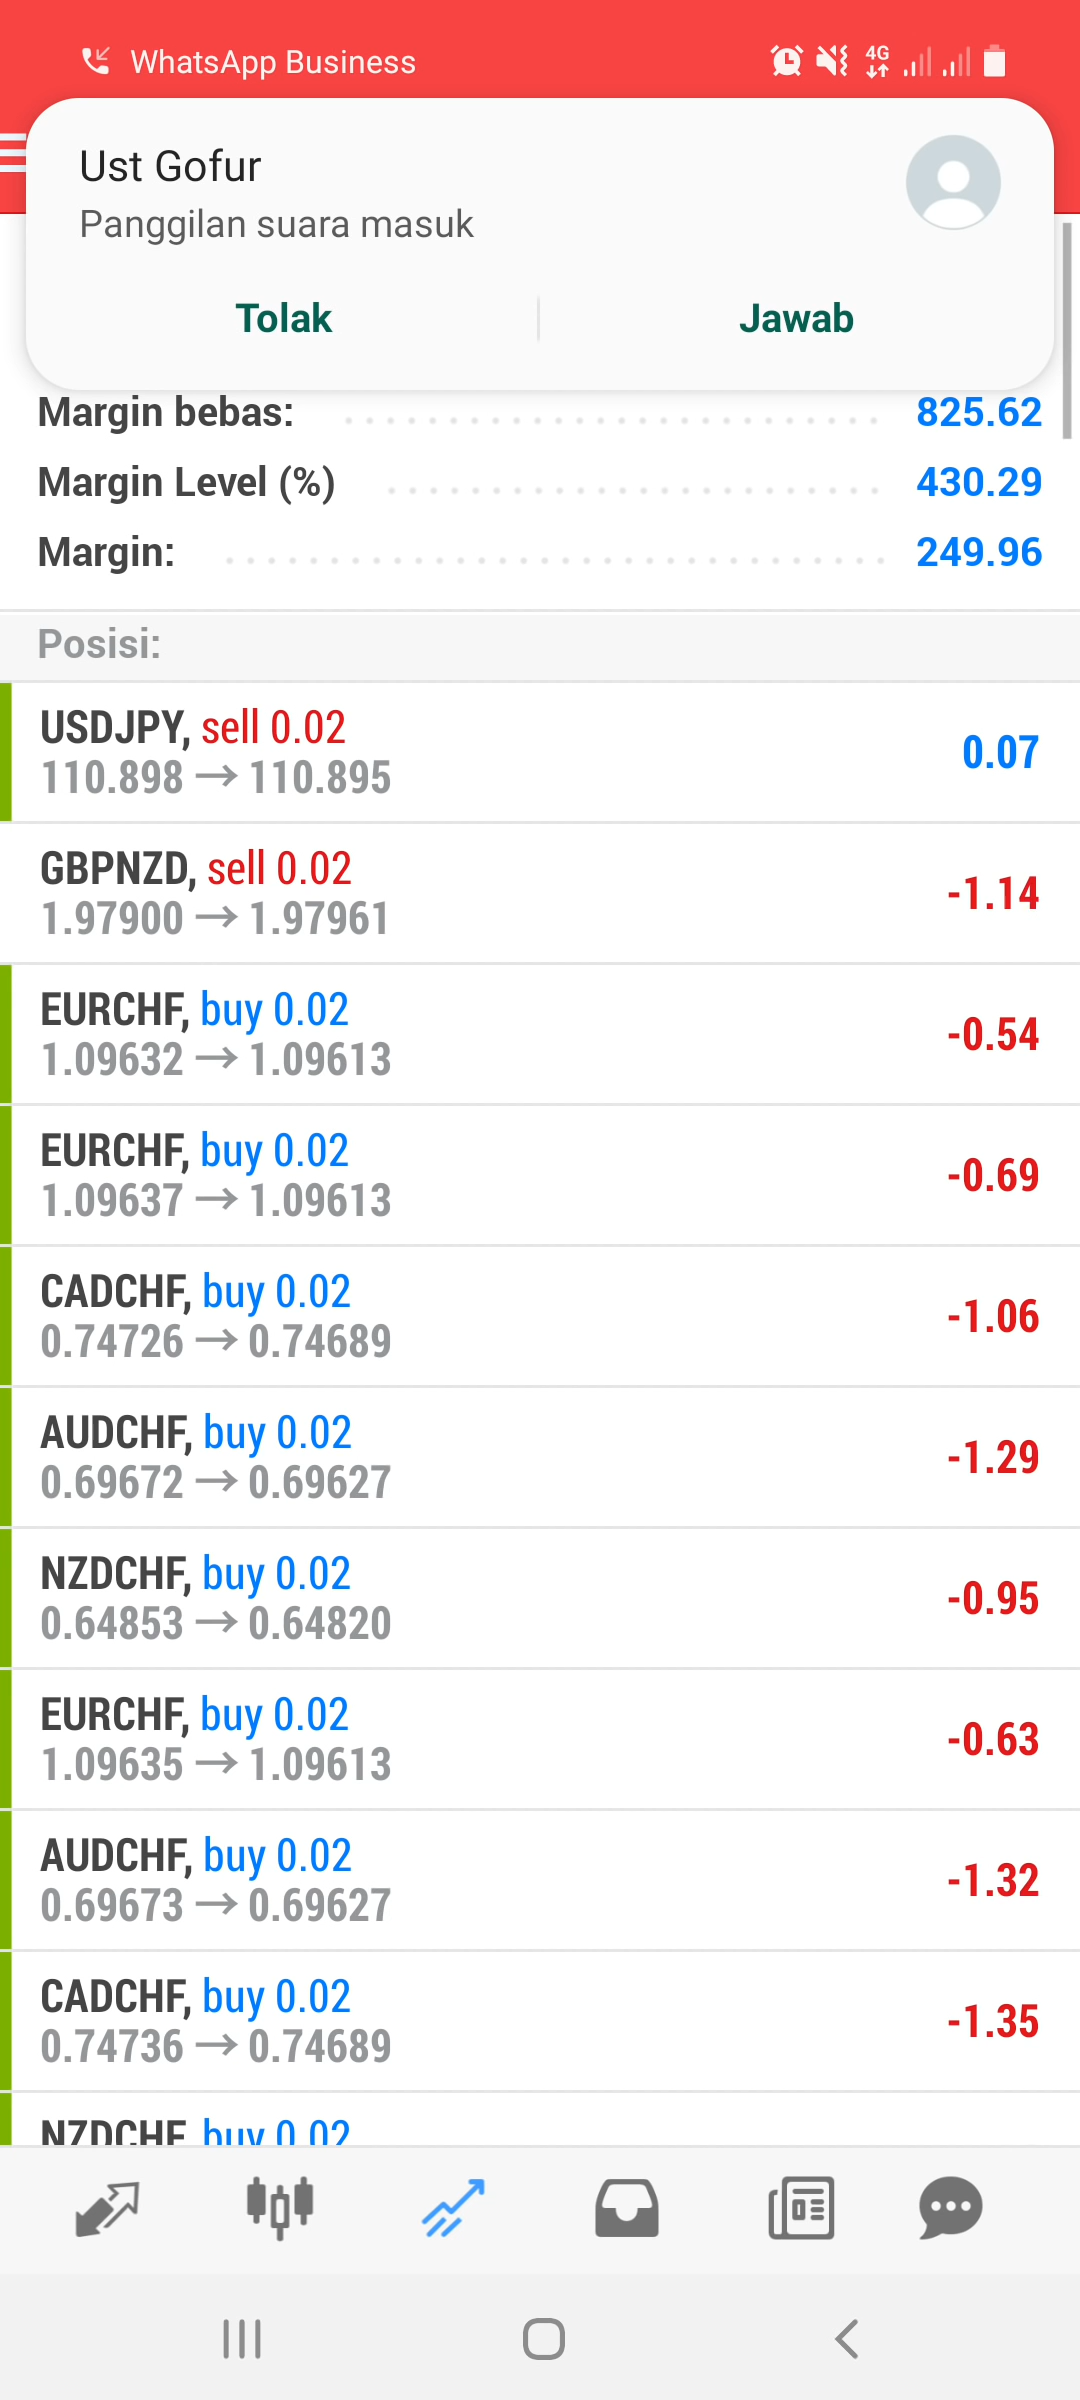 WhatsApp Business
4G
Ust Gofur
Panggilan suara masuk
Tolak
Jawab
Margin bebas: 825.62
Margin Level (%) 430.29
Margin: 249.96
Posisi:
USDJPY, sell 0.02
110.898 → 110.895
0.07
GBPNZD, sell 0.02
1.97900 → 1.97961
-1.14
EURCHF, buy 0.02
1.09632 → 1.09613
-0.54
EURCHF, buy 0.02
1.09637 → 1.09613
-0.69
CADCHF, buy 0.02
0.74726 → 0.74689
-1.06
AUDCHF, buy 0.02
0.69672 → 0.69627
-1.29
NZDCHF, buy 0.02
0.64853 → 0.64820
-0.95
EURCHF, buy 0.02
1.09635 → 1.09613
-0.63
AUDCHF, buy 0.02
0.69673 → 0.69627
-1.32
CADCHF, buy 0.02
0.74736 → 0.74689
-1.35
NZDCHF, buy 0.02